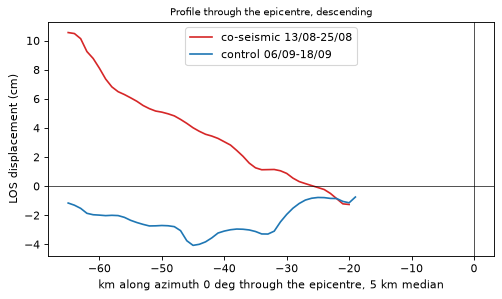 Profile through the epicentre, descending
co-seismic 13/08-25/08
control 06/09-18/09
LOS displacement (cm)
10
8
6
4
2
0
−2
−4
−60 −50 −40 −30 −20 −10 0
km along azimuth 0 deg through the epicentre, 5 km median